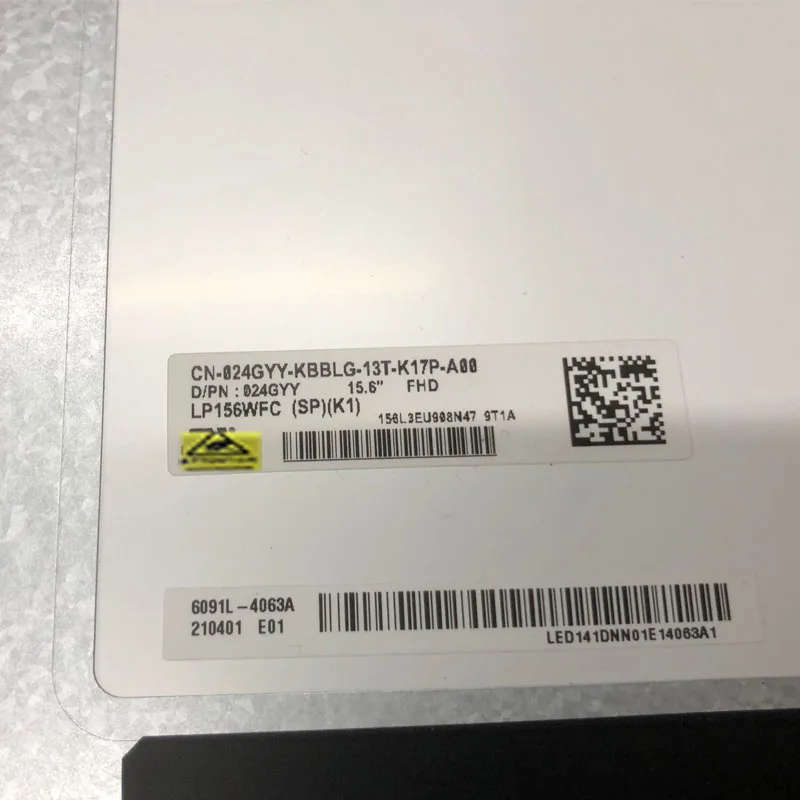 CN-024GYY-KBBLG-13T-K17P-A00
D/PN : 024GYY 15.6" FHD
LP156WFC (SP)(K1)
156L3EU908N47 9T1A
6091L-4063A
210401 E01
LED141DNN01E14063A1